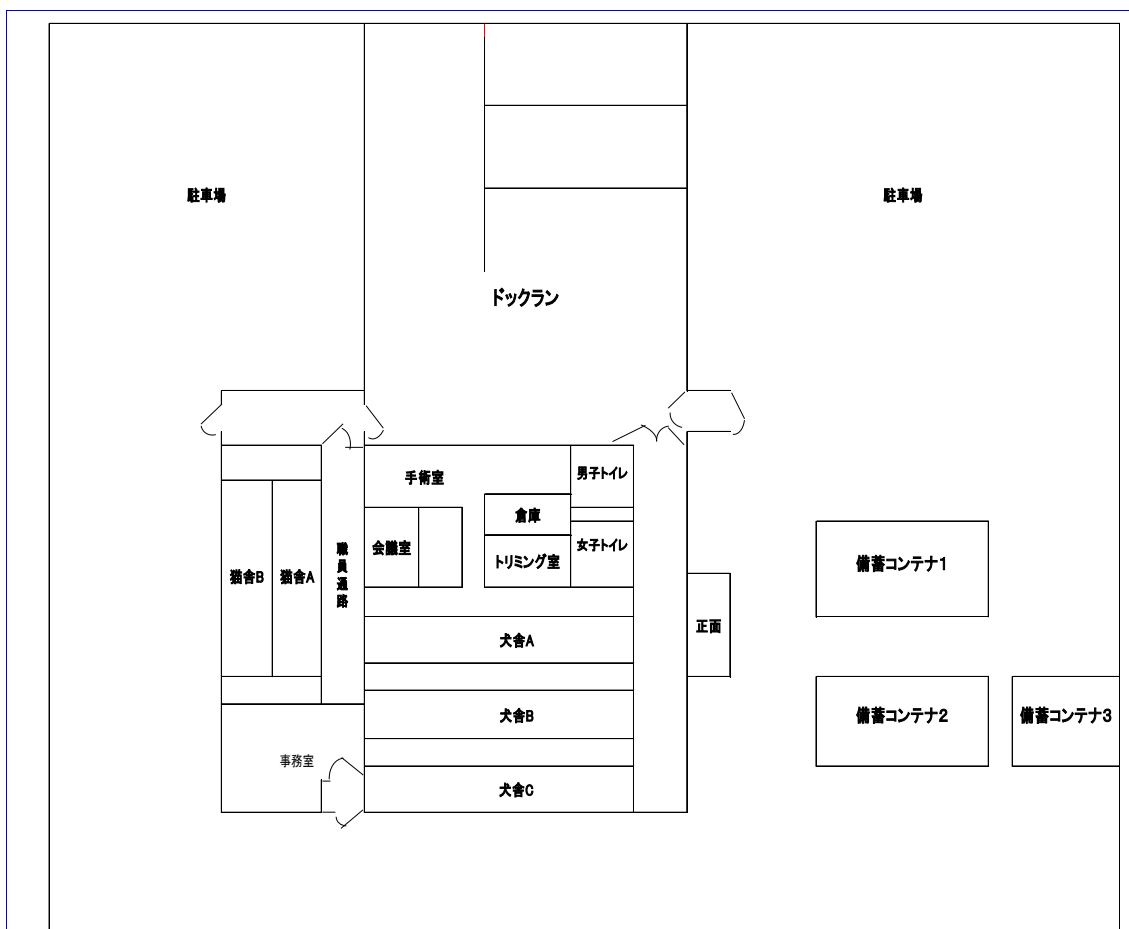 駐車場
駐車場
ドックラン
手術室
男子トイレ
倉庫
会議室
女子トイレ
トリミング室
職員通路
猫舎B
猫舎A
備蓄コンテナ1
正面
犬舎A
犬舎B
備蓄コンテナ2
備蓄コンテナ3
事務室
犬舎C